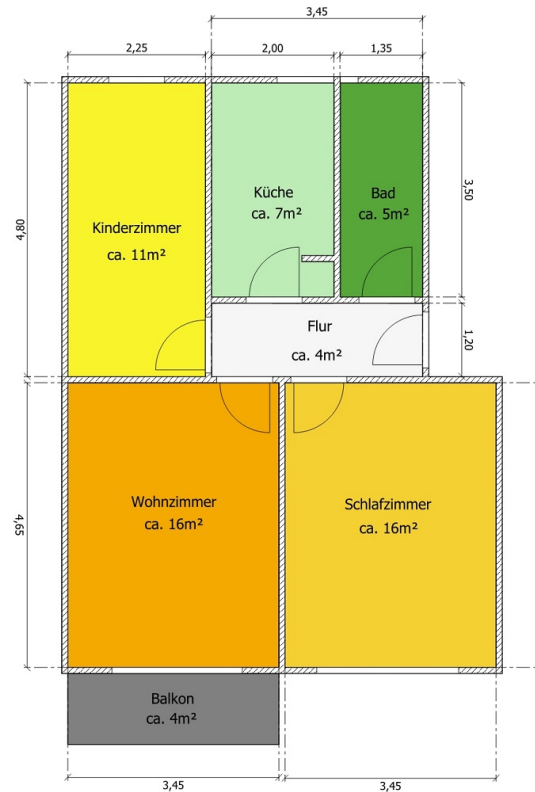 3,45
2,25
2,00
1,35
4,80
3,50
Kinderzimmer
ca. 11m²
Küche
ca. 7m²
Bad
ca. 5m²
Flur
ca. 4m²
1,20
4,65
Wohnzimmer
ca. 16m²
Schlafzimmer
ca. 16m²
Balkon
ca. 4m²
3,45
3,45